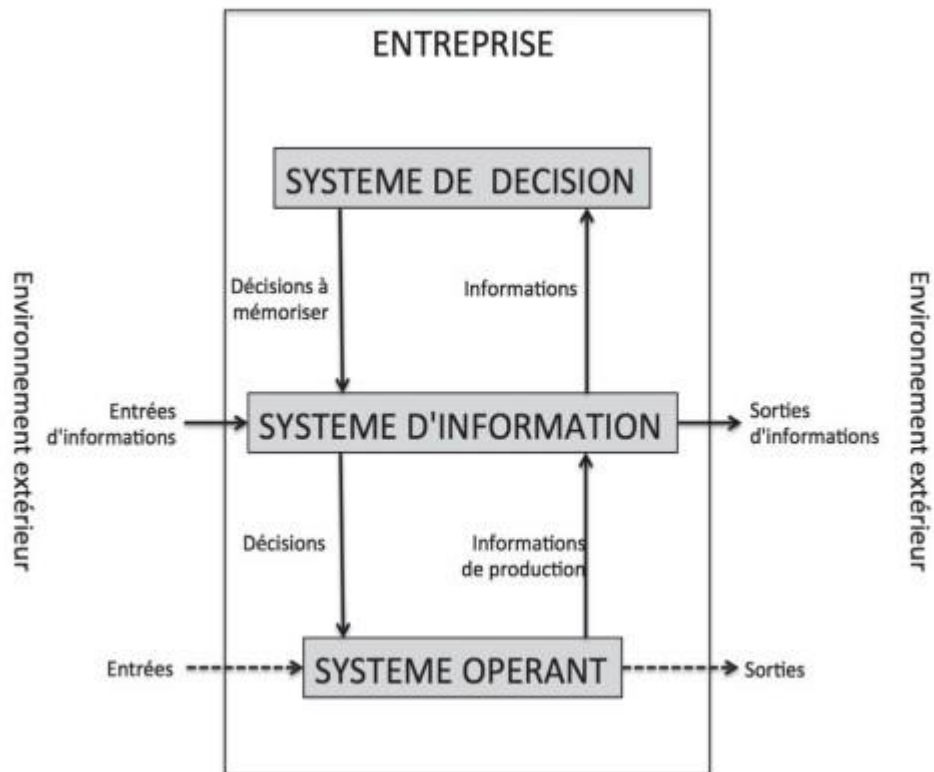 ENTREPRISE
SYSTEME DE DECISION
Décisions à
mémoriser
Informations
Environnement extérieur
Environnement extérieur
Entrées
d'informations
SYSTEME D'INFORMATION
Sorties
d'informations
Décisions
Informations
de production
Entrées
SYSTEME OPERANT
Sorties